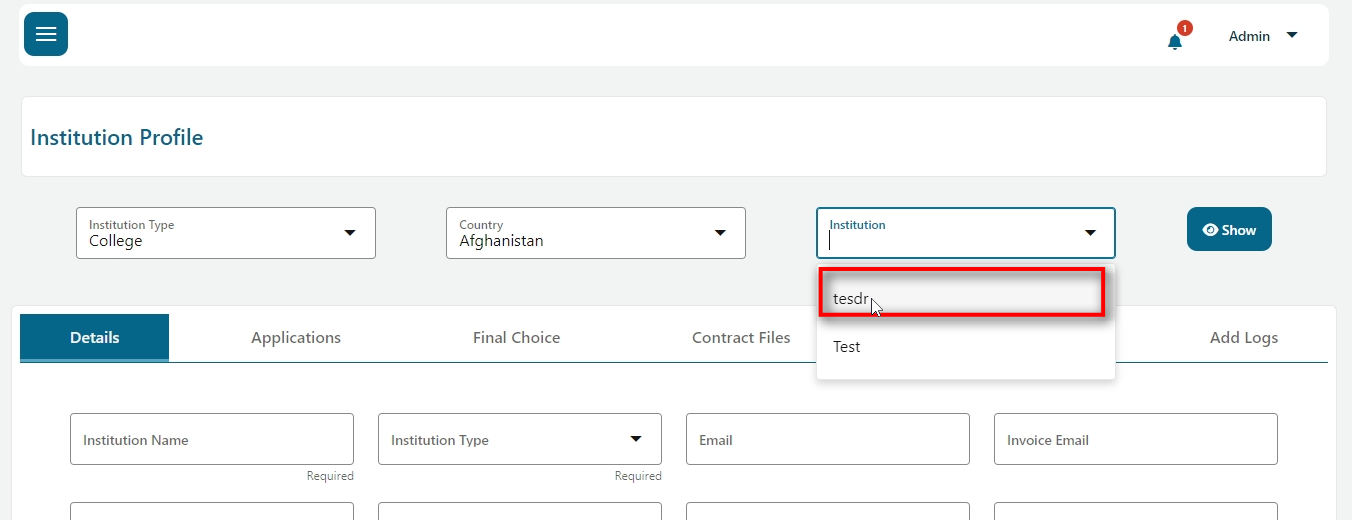 1
Admin
Institution Profile
Institution Type
College
Country
Afghanistan
Institution
Show
tesdr
Test
Details
Applications
Final Choice
Contract Files
Add Logs
Institution Name
Institution Type
Email
Invoice Email
Required
Required